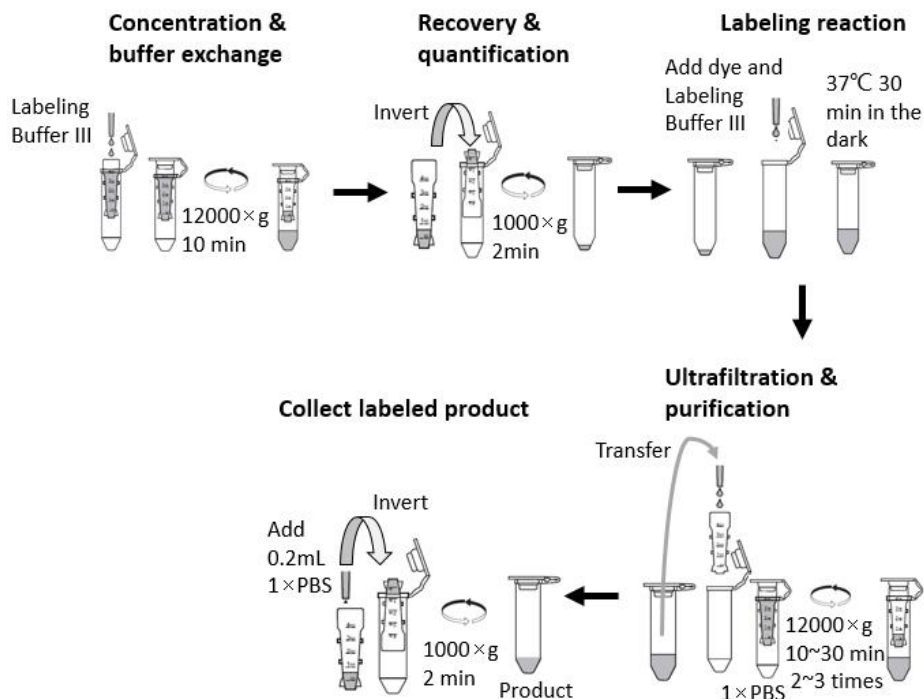 Concentration &
buffer exchange
Labeling
Buffer III
12000×g
10 min
Recovery &
quantification
Invert
1000×g
2min
Labeling reaction
Add dye and
Labeling
Buffer III
37℃ 30
min in the
dark
Ultrafiltration &
purification
Transfer
12000×g
10~30 min
2~3 times
1×PBS
Collect labeled product
Invert
Add
0.2mL
1×PBS
1000×g
2 min
Product